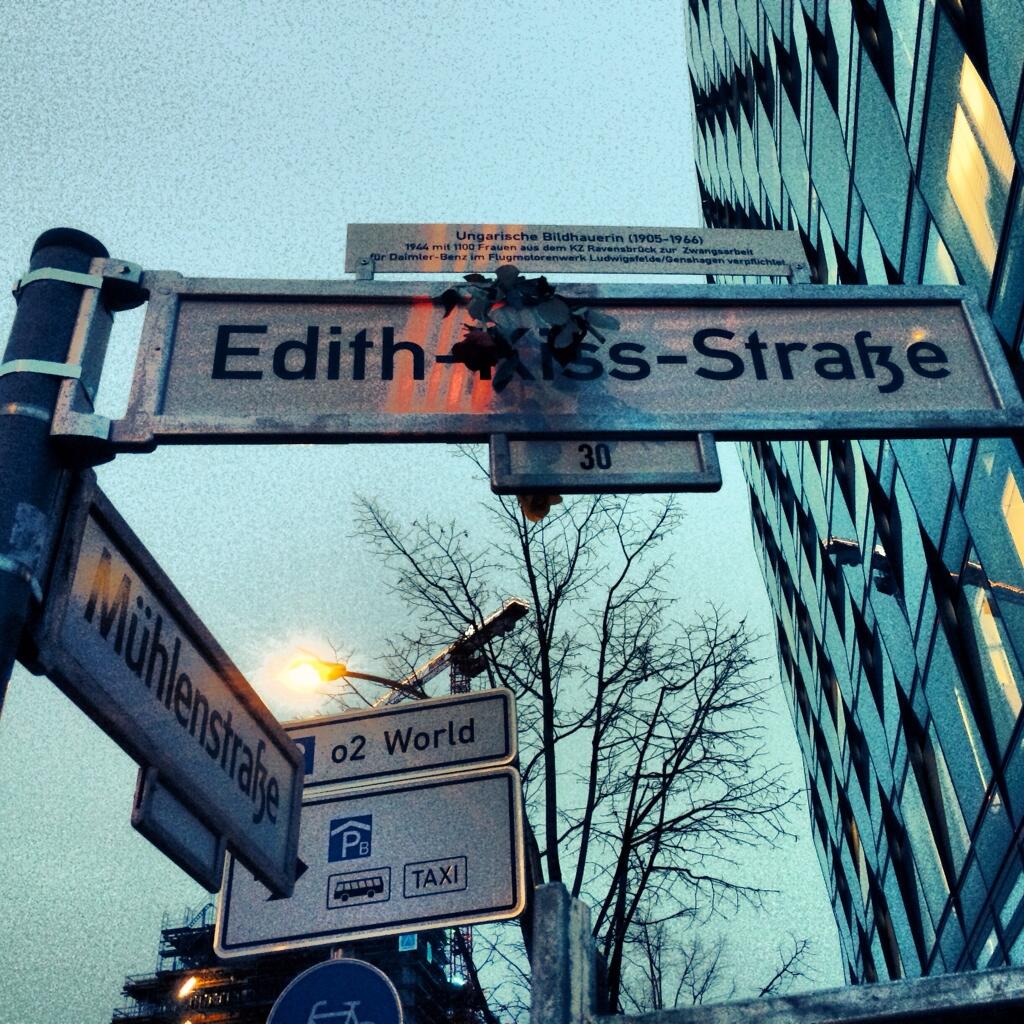 Ungarische Bildhauerin (1905-1966)
1944 mit 1100 Frauen aus dem KZ Ravensbrück zur Zwangsarbeit
für Daimler-Benz im Flugmotorenwerk Ludwigsfelde/Genshagen verpflichtet
Edith-Kiss-Straße
30
Mühlenstraße
o2 World
P B
TAXI